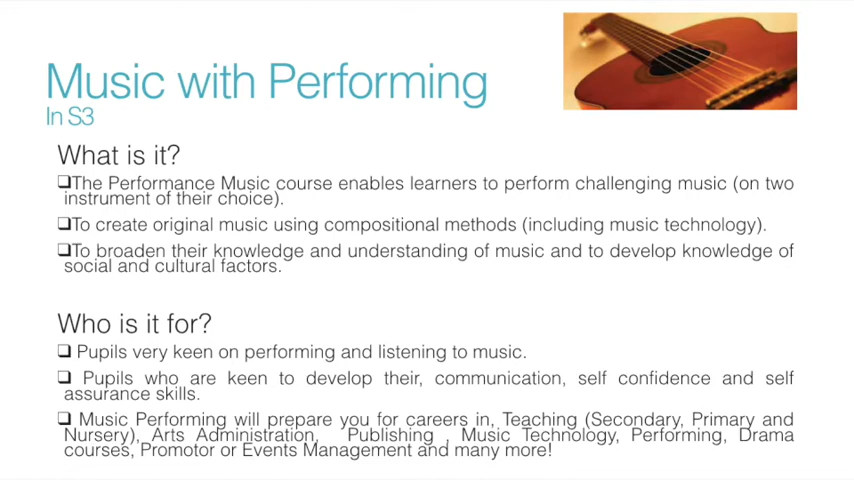 Music with Performing
In S3
What is it?
❑The Performance Music course enables learners to perform challenging music (on two
instrument of their choice).
❑To create original music using compositional methods (including music technology).
❑To broaden their knowledge and understanding of music and to develop knowledge of
social and cultural factors.
Who is it for?
❑ Pupils very keen on performing and listening to music.
❑ Pupils who are keen to develop their, communication, self confidence and self
assurance skills.
❑ Music Performing will prepare you for careers in, Teaching (Secondary, Primary and
Nursery), Arts Administration, Publishing , Music Technology, Performing, Drama
courses, Promotor or Events Management and many more!